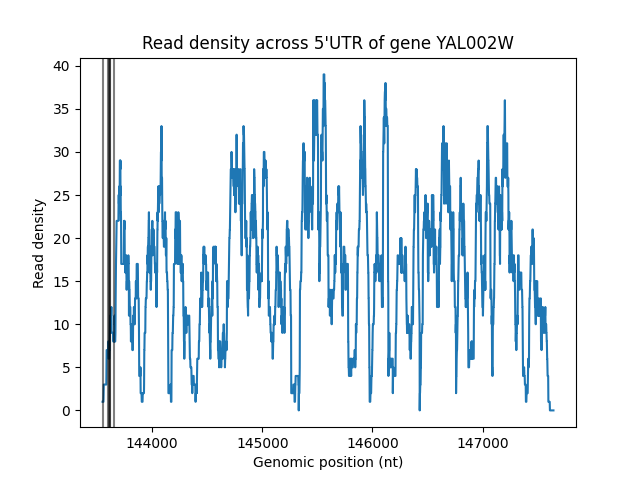 Read density across 5'UTR of gene YAL002W
Read density
40
35
30
25
20
15
10
5
0
144000 145000 146000 147000
Genomic position (nt)